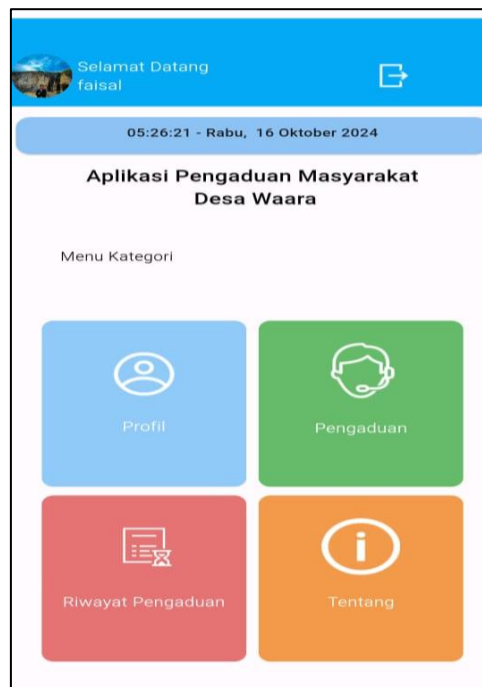 Selamat Datang
faisal
05:26:21 - Rabu, 16 Oktober 2024
Aplikasi Pengaduan Masyarakat
Desa Waara
Menu Kategori
Profil
Pengaduan
Riwayat Pengaduan
Tentang